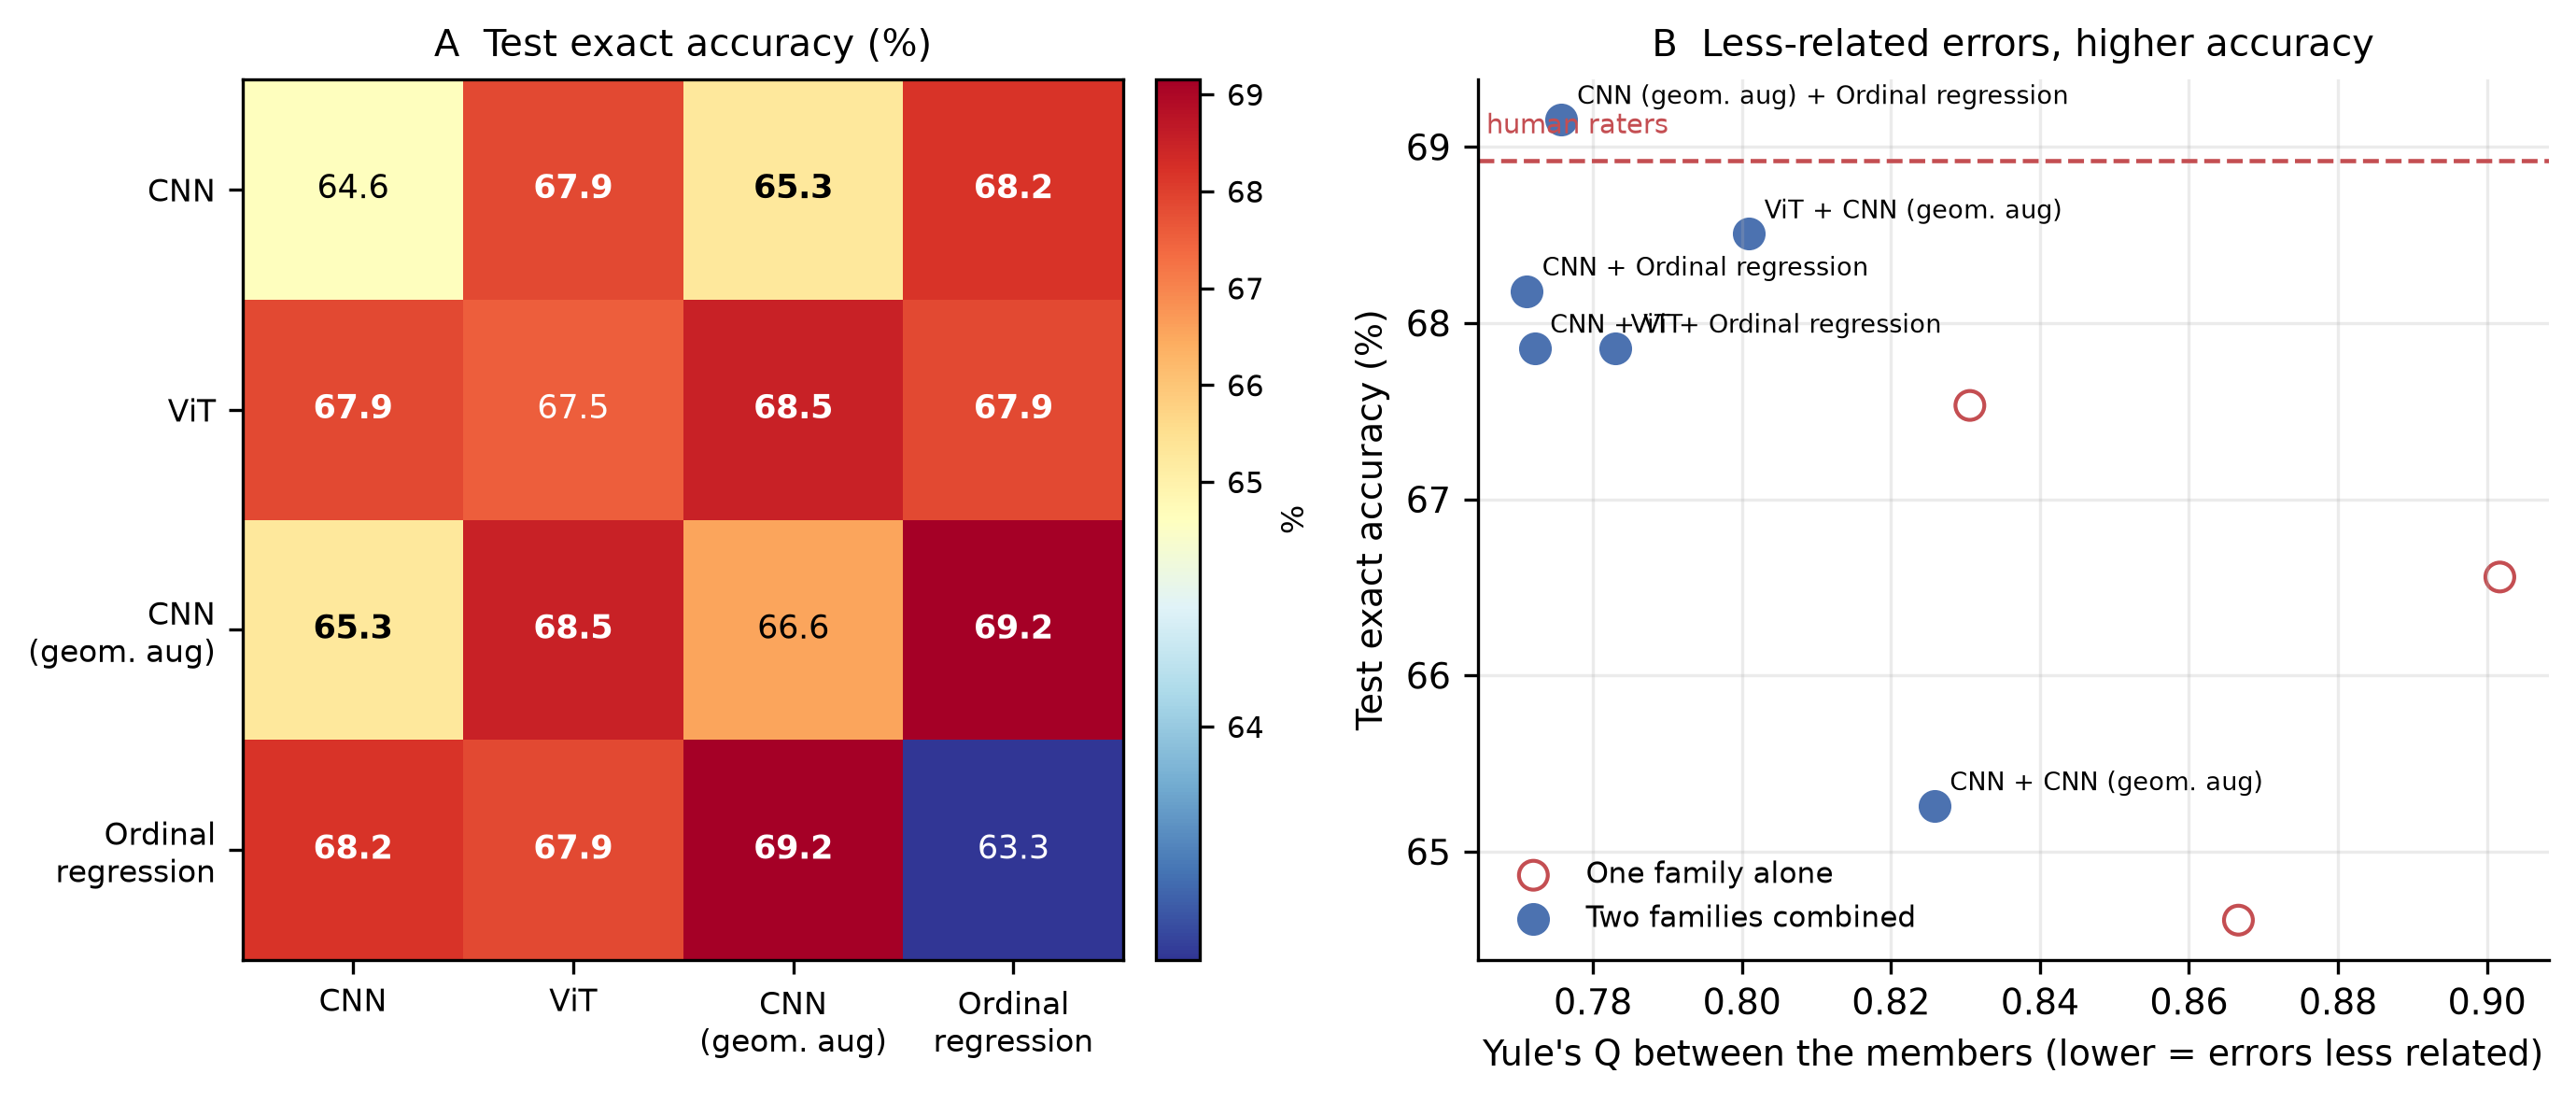 A Test exact accuracy (%)
CNN
64.6
67.9
65.3
68.2
ViT
67.9
67.5
68.5
67.9
CNN
(geom. aug)
65.3
68.5
66.6
69.2
Ordinal
regression
68.2
67.9
69.2
63.3
CNN
ViT
CNN
(geom. aug)
Ordinal
regression
69
68
67
66
65
64
%
B Less-related errors, higher accuracy
CNN (geom. aug) + Ordinal regression
human raters
ViT + CNN (geom. aug)
CNN + Ordinal regression
CNN + ViT
ViT + Ordinal regression
CNN + CNN (geom. aug)
One family alone
Two families combined
69
68
67
66
65
Test exact accuracy (%)
0.78
0.80
0.82
0.84
0.86
0.88
0.90
Yule's Q between the members (lower = errors less related)